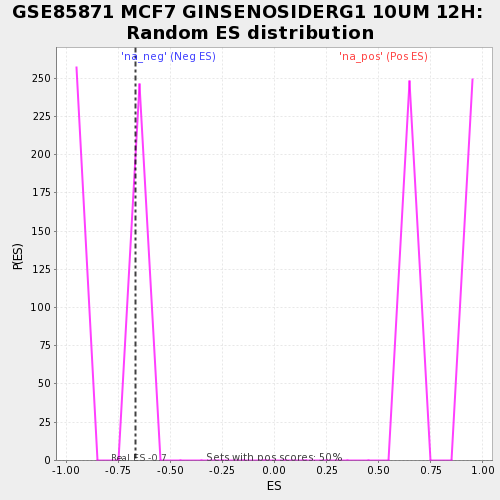 GSE85871 MCF7 GINSENOSIDERG1 10UM 12H:
Random ES distribution
'na_neg' (Neg ES)
'na_pos' (Pos ES)
250
225
200
175
150
125
100
75
50
25
0
P(ES)
Real ES -0.7
Sets with pos scores: 50%
-1.00 -0.75 -0.50 -0.25 0.00 0.25 0.50 0.75 1.00
ES